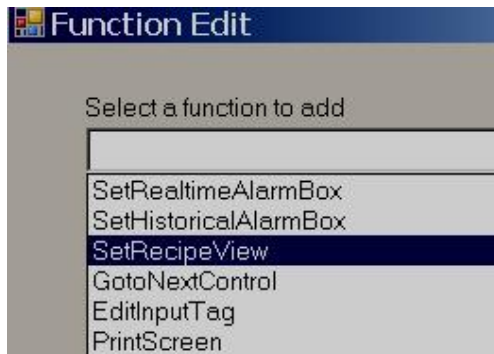 Function Edit
Select a function to add
SetRealtimeAlarmBox
SetHistoricalAlarmBox
SetRecipeView
GotoNextControl
EditInputTag
PrintScreen